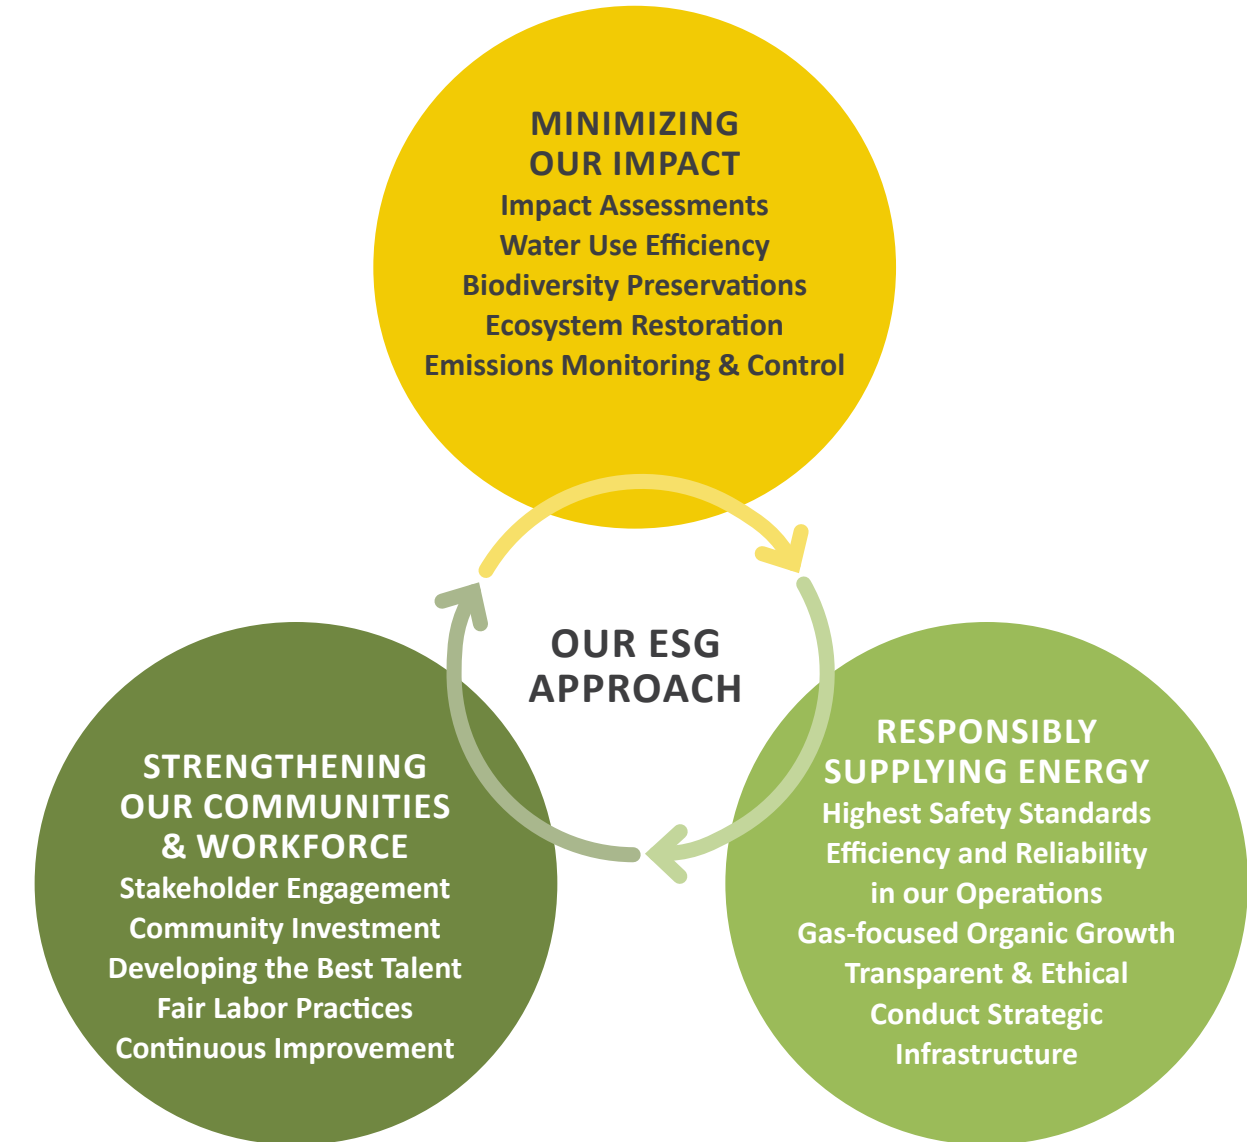 MINIMIZING
OUR IMPACT
Impact Assessments
Water Use Efficiency
Biodiversity Preservations
Ecosystem Restoration
Emissions Monitoring & Control
OUR ESG
APPROACH
STRENGTHENING
OUR COMMUNITIES
& WORKFORCE
Stakeholder Engagement
Community Investment
Developing the Best Talent
Fair Labor Practices
Continuous Improvement
RESPONSIBLY
SUPPLYING ENERGY
Highest Safety Standards
Efficiency and Reliability
in our Operations
Gas-focused Organic Growth
Transparent & Ethical
Conduct Strategic
Infrastructure